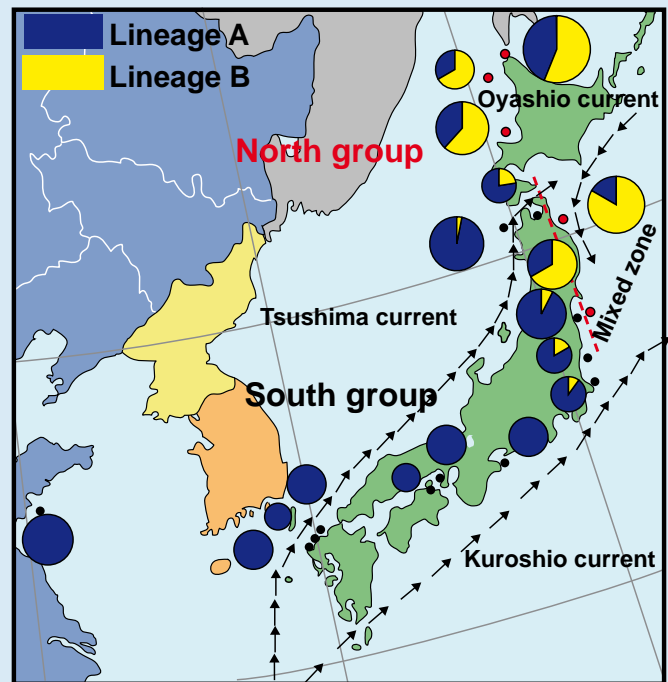 Lineage A
Lineage B
Oyashio current
North group
Mixed zone
Tsushima current
South group
Kuroshio current